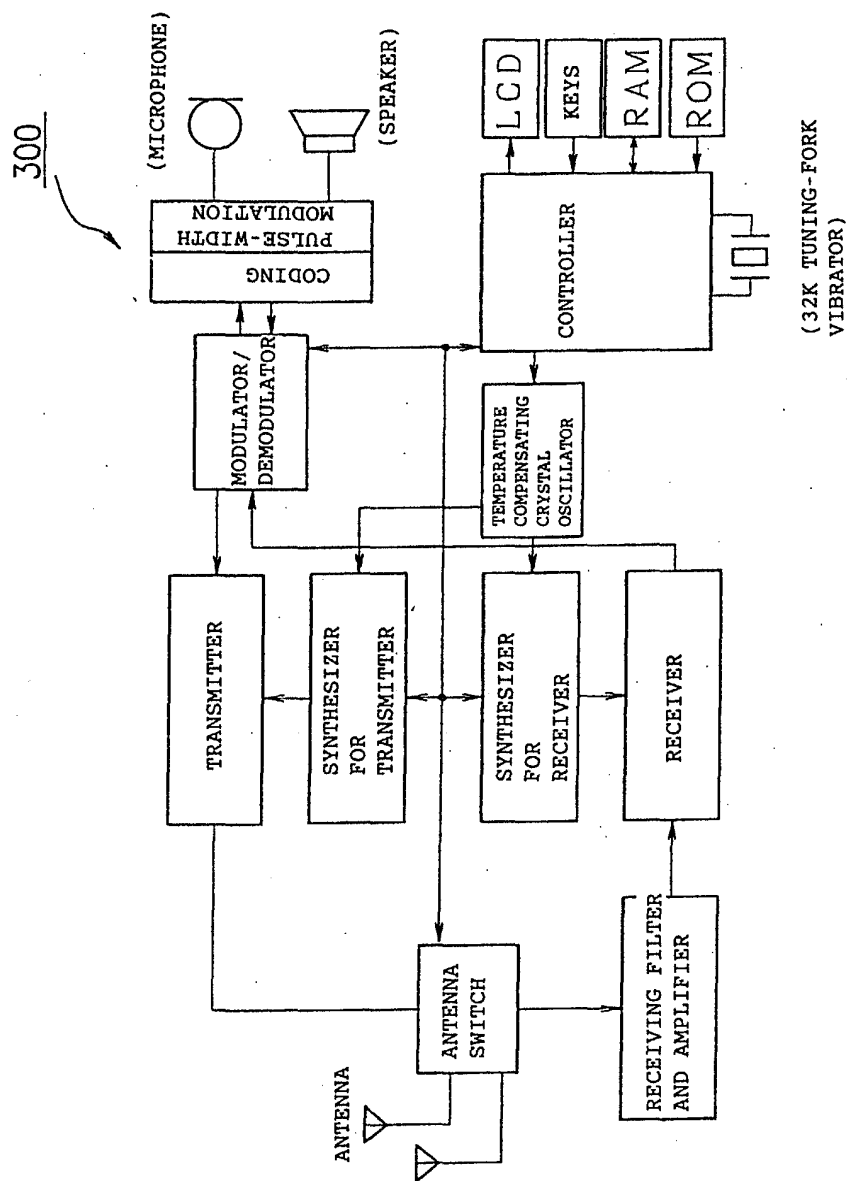 300
(MICROPHONE)
(SPEAKER)
PULSE-WIDTH
MODULATION
CODING
MODULATOR/
DEMODULATOR
TRANSMITTER
SYNTHESIZER
FOR
TRANSMITTER
SYNTHESIZER
FOR
RECEIVER
RECEIVER
TEMPERATURE
COMPENSATING
CRYSTAL
OSCILLATOR
CONTROLLER
LCD
KEYS
RAM
ROM
(32K TUNING-FORK
VIBRATOR)
ANTENNA
ANTENNA
SWITCH
RECEIVING FILTER
AND AMPLIFIER